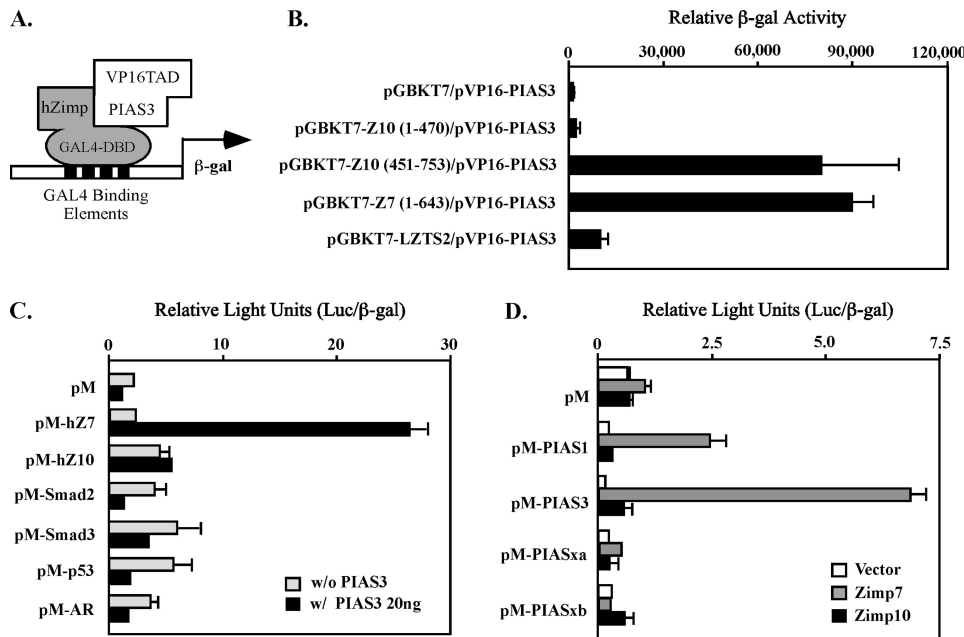 A.
VP16TAD
hZimp
PIAS3
GAL4-DBD
β-gal
GAL4 Binding
Elements
B.
Relative β-gal Activity
0 30,000 60,000 90,000 120,000
pGBKT7/pVP16-PIAS3
pGBKT7-Z10 (1-470)/pVP16-PIAS3
pGBKT7-Z10 (451-753)/pVP16-PIAS3
pGBKT7-Z7 (1-643)/pVP16-PIAS3
pGBKT7-LZTS2/pVP16-PIAS3
C.
Relative Light Units (Luc/β-gal)
0 10 20 30
pM
pM-hZ7
pM-hZ10
pM-Smad2
pM-Smad3
pM-p53
pM-AR
w/o PIAS3
w/ PIAS3 20ng
D.
Relative Light Units (Luc/β-gal)
0 2.5 5.0 7.5
pM
pM-PIAS1
pM-PIAS3
pM-PIASxa
pM-PIASxb
Vector
Zimp7
Zimp10